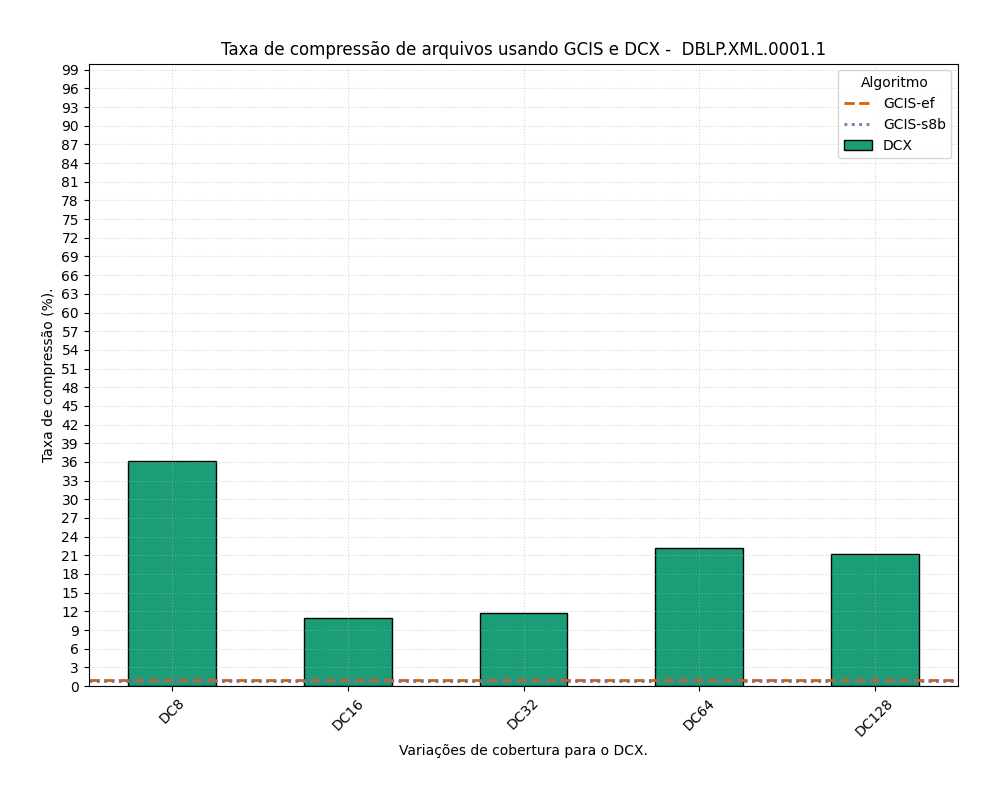 Taxa de compressão de arquivos usando GCIS e DCX -  DBLP.XML.0001.1
Algoritmo
GCIS-ef
GCIS-s8b
DCX
Taxa de compressão (%).
99
96
93
90
87
84
81
78
75
72
69
66
63
60
57
54
51
48
45
42
39
36
33
30
27
24
21
18
15
12
9
6
3
0
DC8
DC16
DC32
DC64
DC128
Variações de cobertura para o DCX.